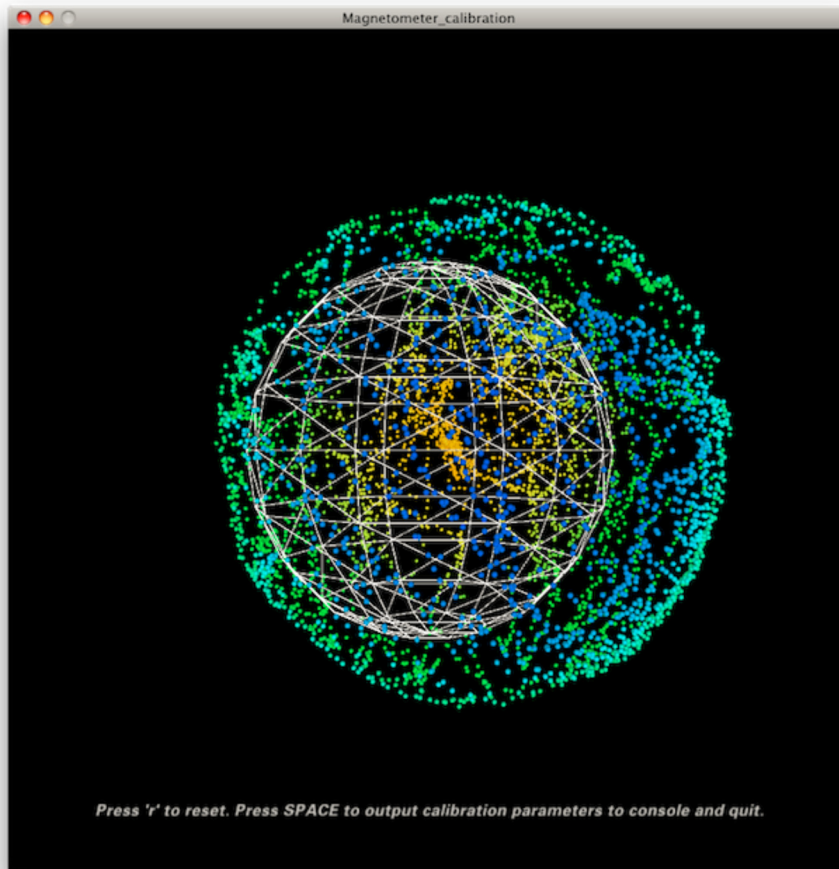 Magnetometer_calibration
Press 'r' to reset. Press SPACE to output calibration parameters to console and quit.